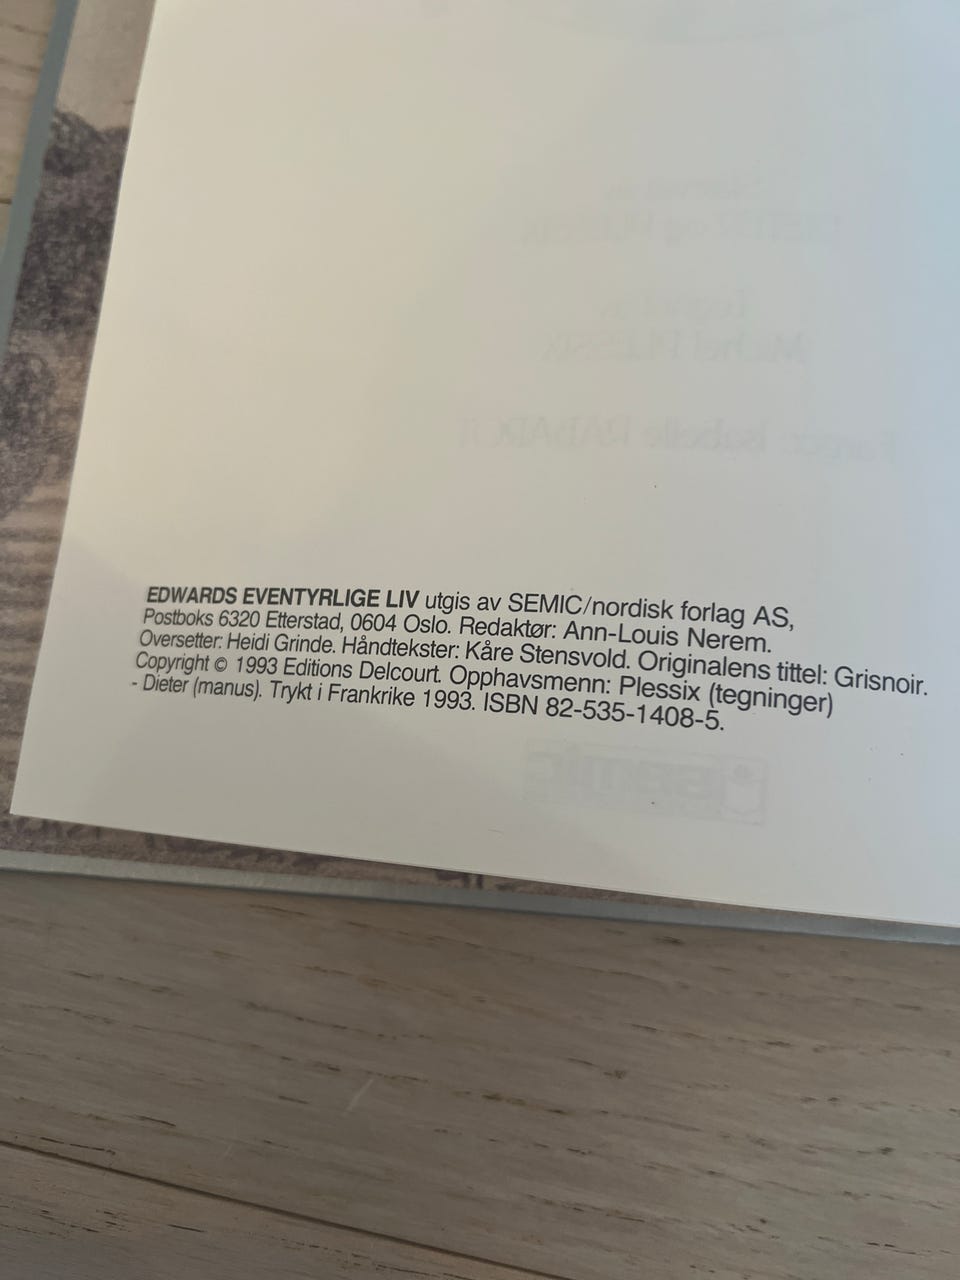 EDWARDS EVENTYRLIGE LIV utgis av SEMIC/nordisk forlag AS,
Postboks 6320 Etterstad, 0604 Oslo. Redaktør: Ann-Louis Nerem.
Oversetter: Heidi Grinde. Håndtekster: Kåre Stensvold. Originalens tittel: Grisnoir.
Copyright © 1993 Editions Delcourt. Opphavsmenn: Plessix (tegninger)
- Dieter (manus). Trykt i Frankrike 1993. ISBN 82-535-1408-5.